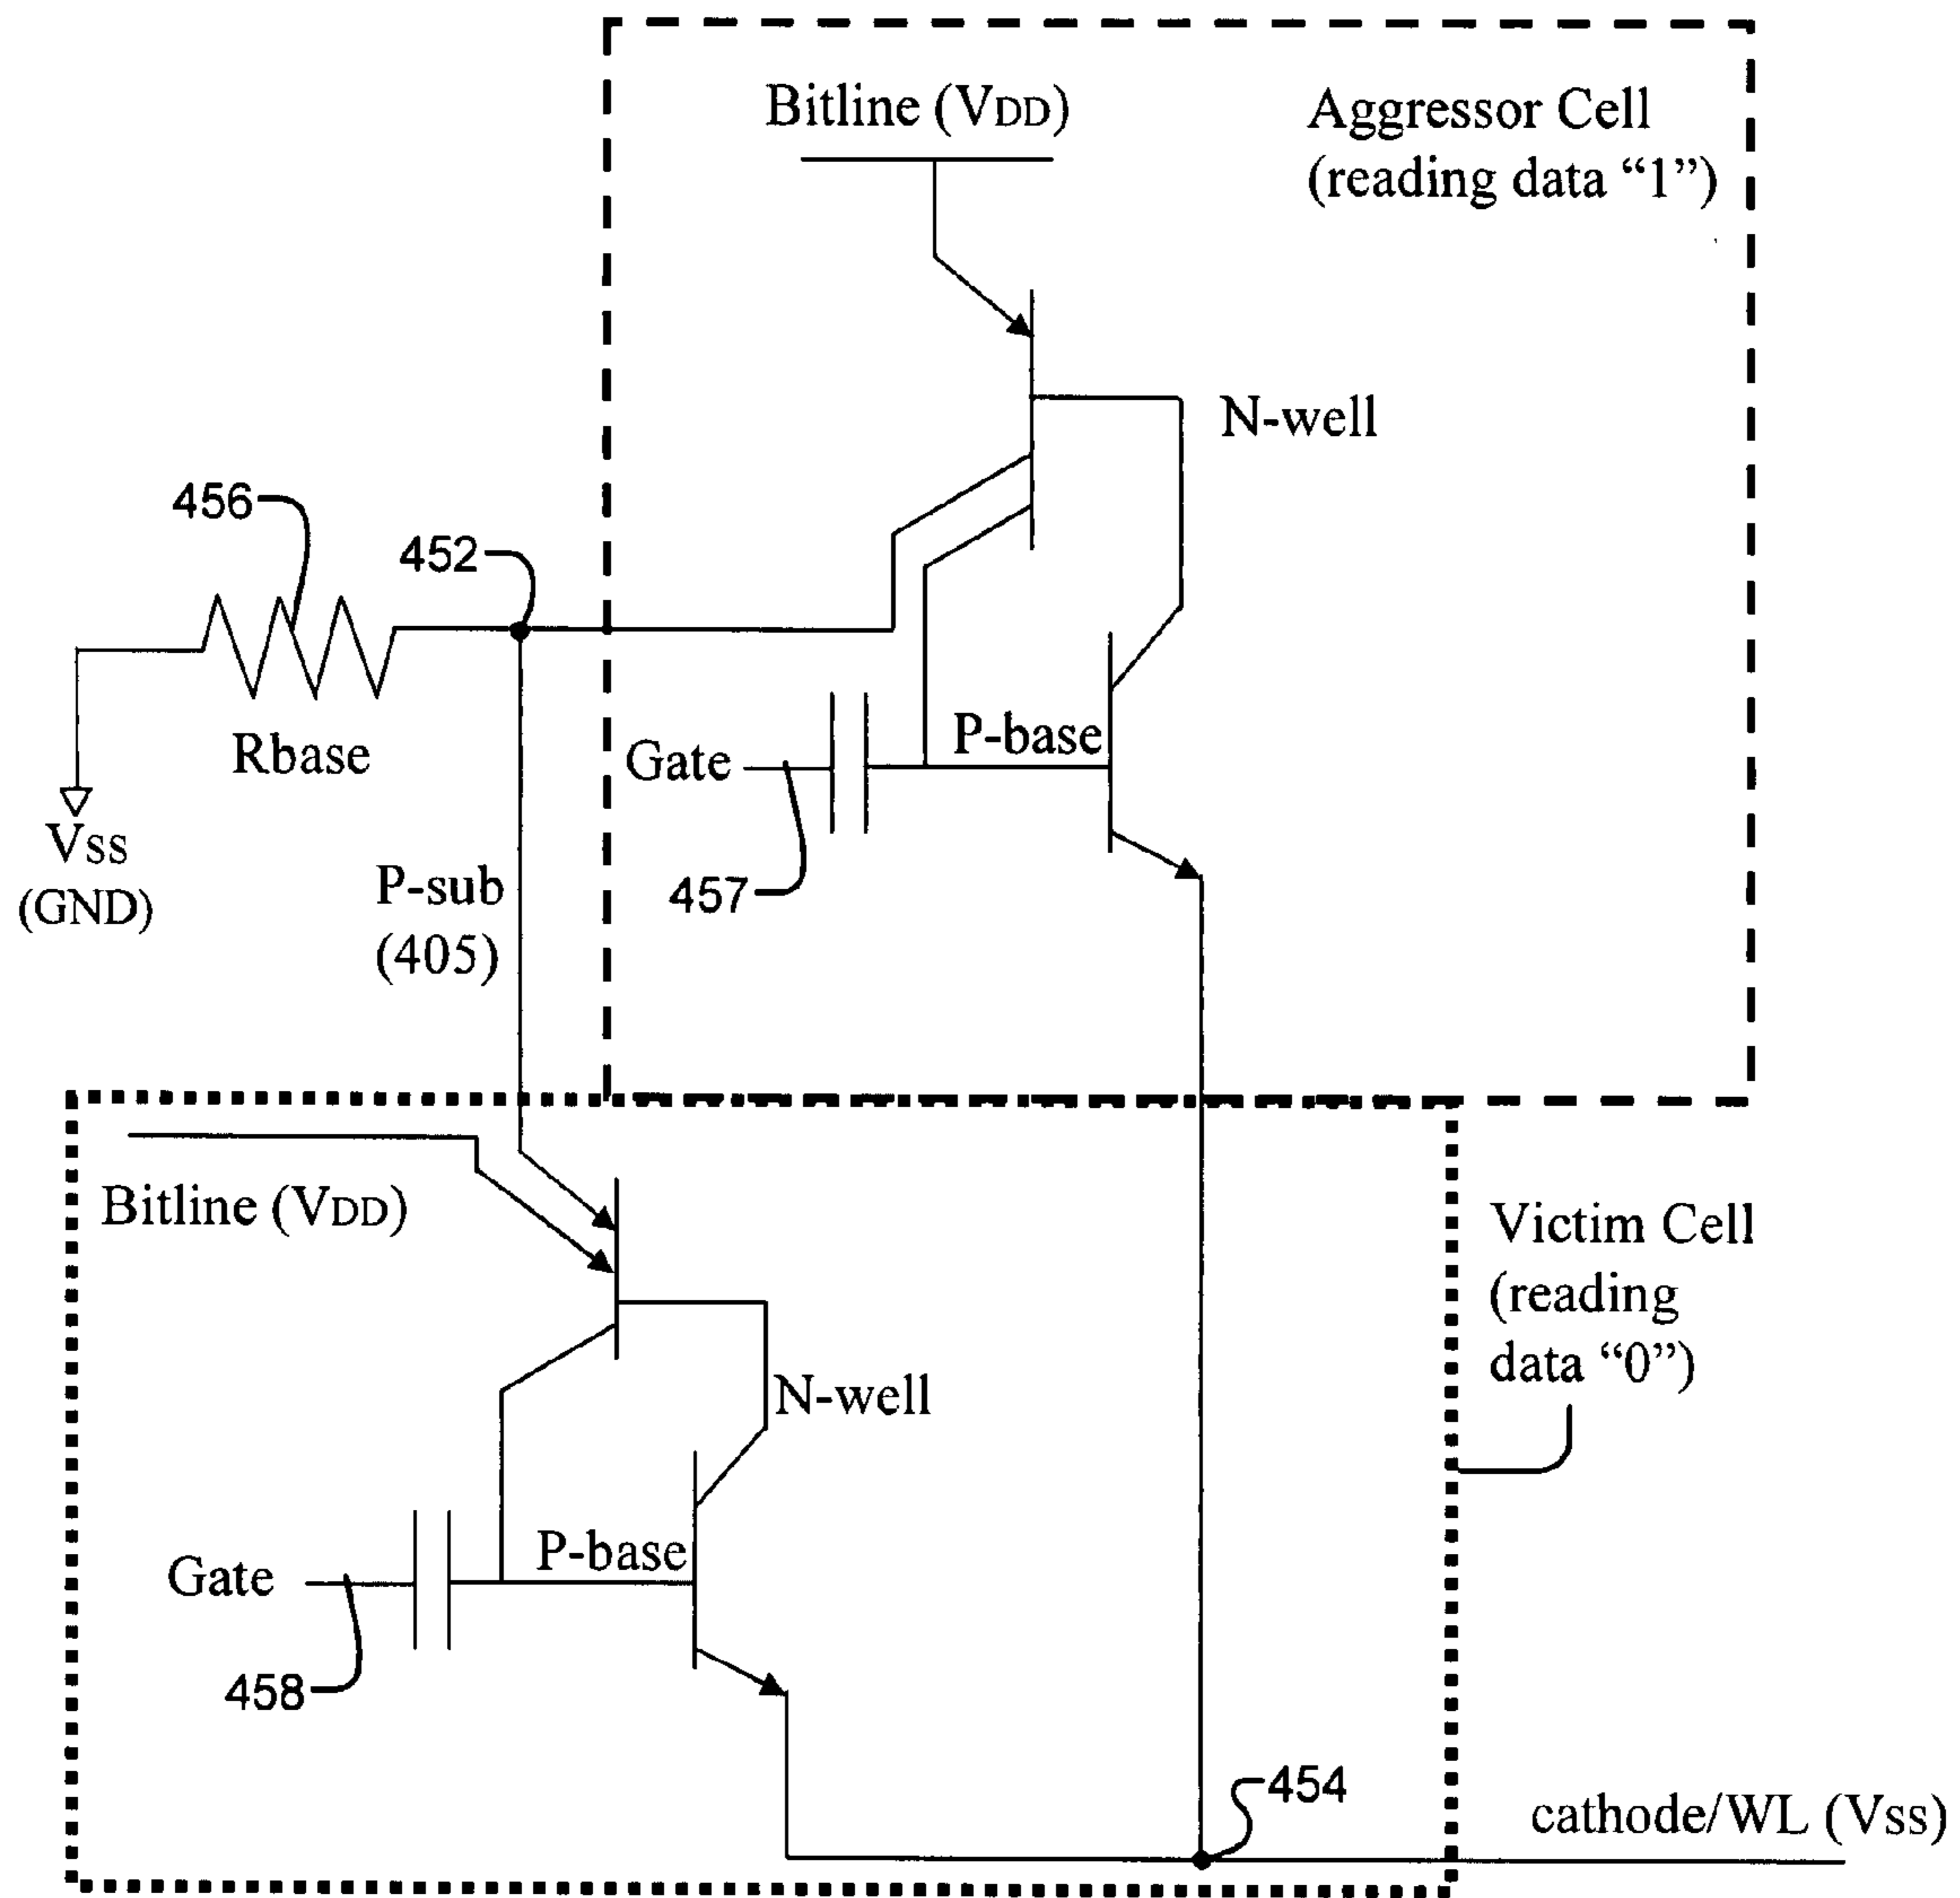 Bitline (VDD)
Aggressor Cell
(reading data “1”)
N-well
456
452
Rbase
Gate
P-base
VSS
(GND)
P-sub
(405)
457
Bitline (VDD)
Victim Cell
(reading
data “0”)
N-well
P-base
Gate
458
454
cathode/WL (VSS)